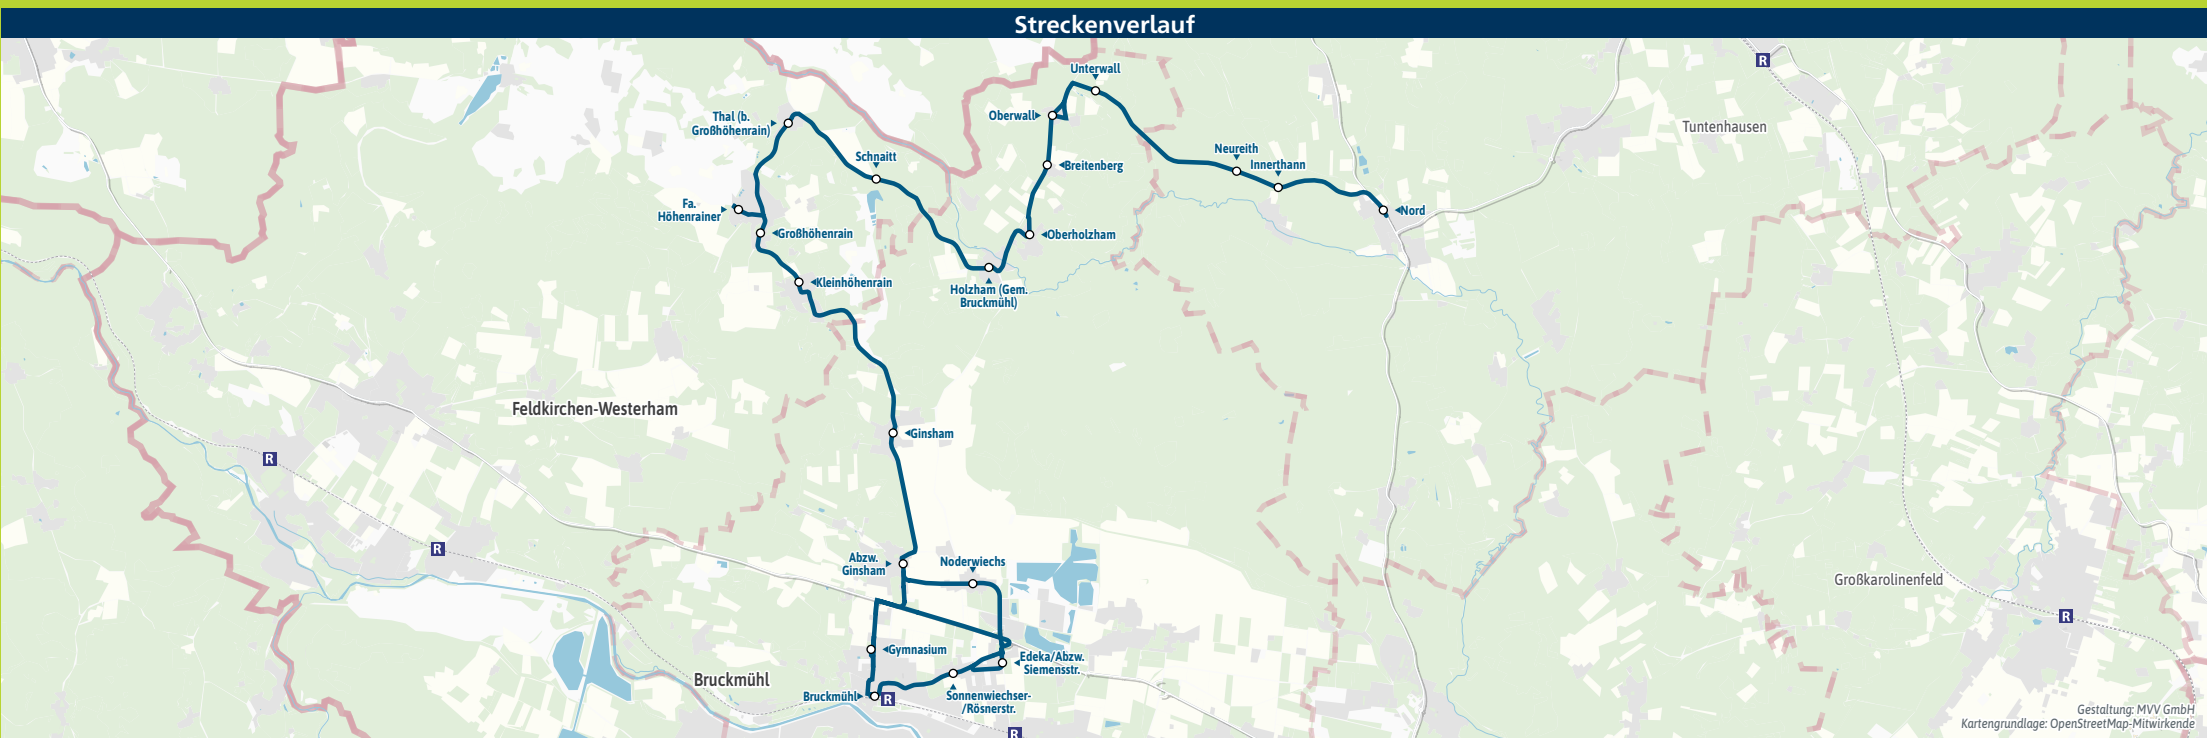 Streckenverlauf
R
Unterwall
Thal (b.
Großhöhenrain)
Oberwall
Tuntenhausen
Schnaitt
Breitenberg
Neureith
Innerthann
Fa.
Höhenrainer
Nord
Großhöhenrain
Oberholzham
Kleinhöhenrain
Holzham (Gem.
Bruckmühl)
Feldkirchen-Westerham
Ginsham
R
R
Abzw.
Ginsham
Noderwiechs
Großkarolinenfeld
R
Gymnasium
Edeka/Abzw.
Siemensstr.
Bruckmühl
Bruckmühl
R
Sonnenwiechser-
/Rösnerstr.
R
Gestaltung: MVV GmbH
Kartengrundlage: OpenStreetMap-Mitwirkende